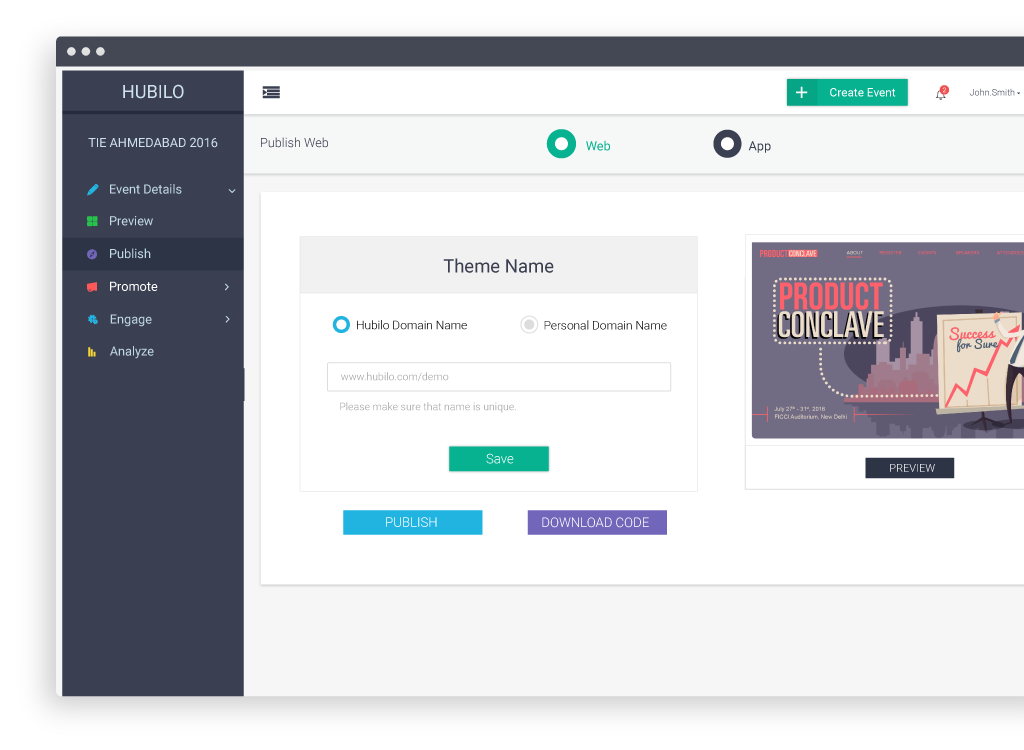 HUBILO
Create Event
2
John.Smith
TIE AHMEDABAD 2016
Publish Web
Web
App
Event Details
Preview
Publish
Promote
Engage
Analyze
Theme Name
Hubilo Domain Name
Personal Domain Name
www.hubilo.com/demo
Please make sure that name is unique.
Save
PUBLISH
DOWNLOAD CODE
PRODUCT CONCLAVE
ABOUT
PRODUCT
CONCLAVE
Success
for Sure
July 27th - 31st, 2016
FICCI Auditorium, New Delhi
PREVIEW